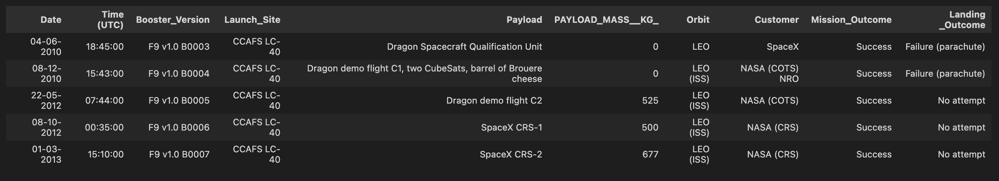 Date Time (UTC) Booster_Version Launch_Site Payload PAYLOAD_MASS__KG_ Orbit Customer Mission_Outcome Landing _Outcome
04-06-2010 18:45:00 F9 v1.0 B0003 CCAFS LC-40 Dragon Spacecraft Qualification Unit 0 LEO SpaceX Success Failure (parachute)
08-12-2010 15:43:00 F9 v1.0 B0004 CCAFS LC-40 Dragon demo flight C1, two CubeSats, barrel of Brouere cheese 0 LEO (ISS) NASA (COTS) NRO Success Failure (parachute)
22-05-2012 07:44:00 F9 v1.0 B0005 CCAFS LC-40 Dragon demo flight C2 525 LEO (ISS) NASA (COTS) Success No attempt
08-10-2012 00:35:00 F9 v1.0 B0006 CCAFS LC-40 SpaceX CRS-1 500 LEO (ISS) NASA (CRS) Success No attempt
01-03-2013 15:10:00 F9 v1.0 B0007 CCAFS LC-40 SpaceX CRS-2 677 LEO (ISS) NASA (CRS) Success No attempt